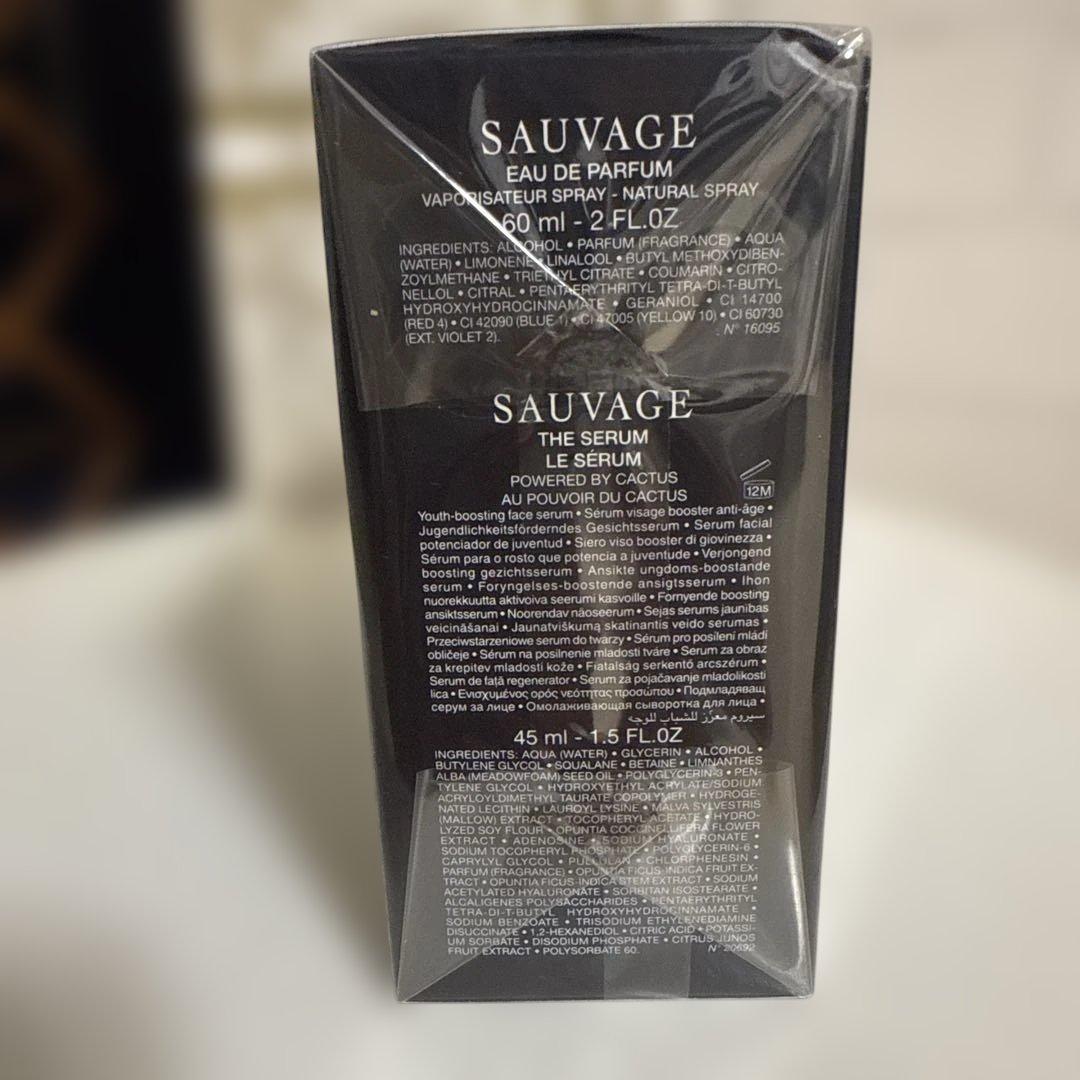 SAUVAGE
EAU DE PARFUM
VAPORISATEUR SPRAY - NATURAL SPRAY
60 ml - 2 FL.OZ
INGREDIENTS: ALCOHOL • PARFUM (FRAGRANCE) • AQUA
(WATER) • LIMONENE • LINALOOL • BUTYL METHOXYDIBEN-
ZOYLMETHANE • TRIETHYL CITRATE • COUMARIN • CITRO-
NELLOL • CITRAL • PENTAERYTHRITYL TETRA-DI-T-BUTYL
HYDROXYHYDROCINNAMATE • GERANIOL • CI 14700
(RED 4) • CI 42090 (BLUE 1) • CI 47005 (YELLOW 10) • CI 60730
(EXT. VIOLET 2). N° 16095
SAUVAGE
THE SERUM
LE SÉRUM
POWERED BY CACTUS
AU POUVOIR DU CACTUS
12M
Youth-boosting face serum • Sérum visage booster anti-âge •
Jugendlichkeitsförderndes Gesichtsserum • Serum facial
potenciador de juventud • Siero viso booster di giovinezza •
Sérum para o rosto que potencia a juventude • Verjongend
boosting gezichtsserum • Ansikte ungdoms-boostande
serum • Foryngelses-boostende ansigtsserum • Ihon
nuorekkuutta aktivoiva seerumi kasvoille • Fornyende boosting
ansiktsserum • Noorendav näoseerum • Sejas serums jaunības
veicināšanai • Jaunatviškumą skatinantis veido serumas •
Przeciwstarzeniowe serum do twarzy • Sérum pro posílení mládí
obličeje • Sérum na posilnenie mladosti tváre • Serum za obraz
za krepitev mladosti kože • Fiatalság serkentő arcszérum •
Serum de față regenerator • Serum za pojačavanje mladolikosti
lica • Ενισχυμένος ορός νεότητας προσώπου • Подмладяващ
серум за лице • Омолаживающая сыворотка для лица •
سيروم معزّز للشباب للوجه
45 ml - 1.5 FL.OZ
INGREDIENTS: AQUA (WATER) • GLYCERIN • ALCOHOL •
BUTYLENE GLYCOL • SQUALANE • BETAINE • LIMNANTHES
ALBA (MEADOWFOAM) SEED OIL • POLYGLYCERIN-3 • PEN-
TYLENE GLYCOL • HYDROXYETHYL ACRYLATE/SODIUM
ACRYLOYLDIMETHYL TAURATE COPOLYMER • HYDROGE-
NATED LECITHIN • LAUROYL LYSINE • MALVA SYLVESTRIS
(MALLOW) EXTRACT • TOCOPHERYL ACETATE • HYDRO-
LYZED SOY FLOUR • OPUNTIA COCCINELLIFERA FLOWER
EXTRACT • ADENOSINE • SODIUM HYALURONATE •
SODIUM TOCOPHERYL PHOSPHATE • POLYGLYCERIN-6 •
CAPRYLYL GLYCOL • PULLULAN • CHLORPHENESIN •
PARFUM (FRAGRANCE) • OPUNTIA FICUS-INDICA FRUIT EX-
TRACT • OPUNTIA FICUS-INDICA STEM EXTRACT • SODIUM
ACETYLATED HYALURONATE • SORBITAN ISOSTEARATE •
ALCALIGENES POLYSACCHARIDES • PENTAERYTHRITYL
TETRA-DI-T-BUTYL HYDROXYHYDROCINNAMATE •
SODIUM BENZOATE • TRISODIUM ETHYLENEDIAMINE
DISUCCINATE • 1,2-HEXANEDIOL • CITRIC ACID • POTASSI-
UM SORBATE • DISODIUM PHOSPHATE • CITRUS JUNOS
FRUIT EXTRACT • POLYSORBATE 60. N° 20692